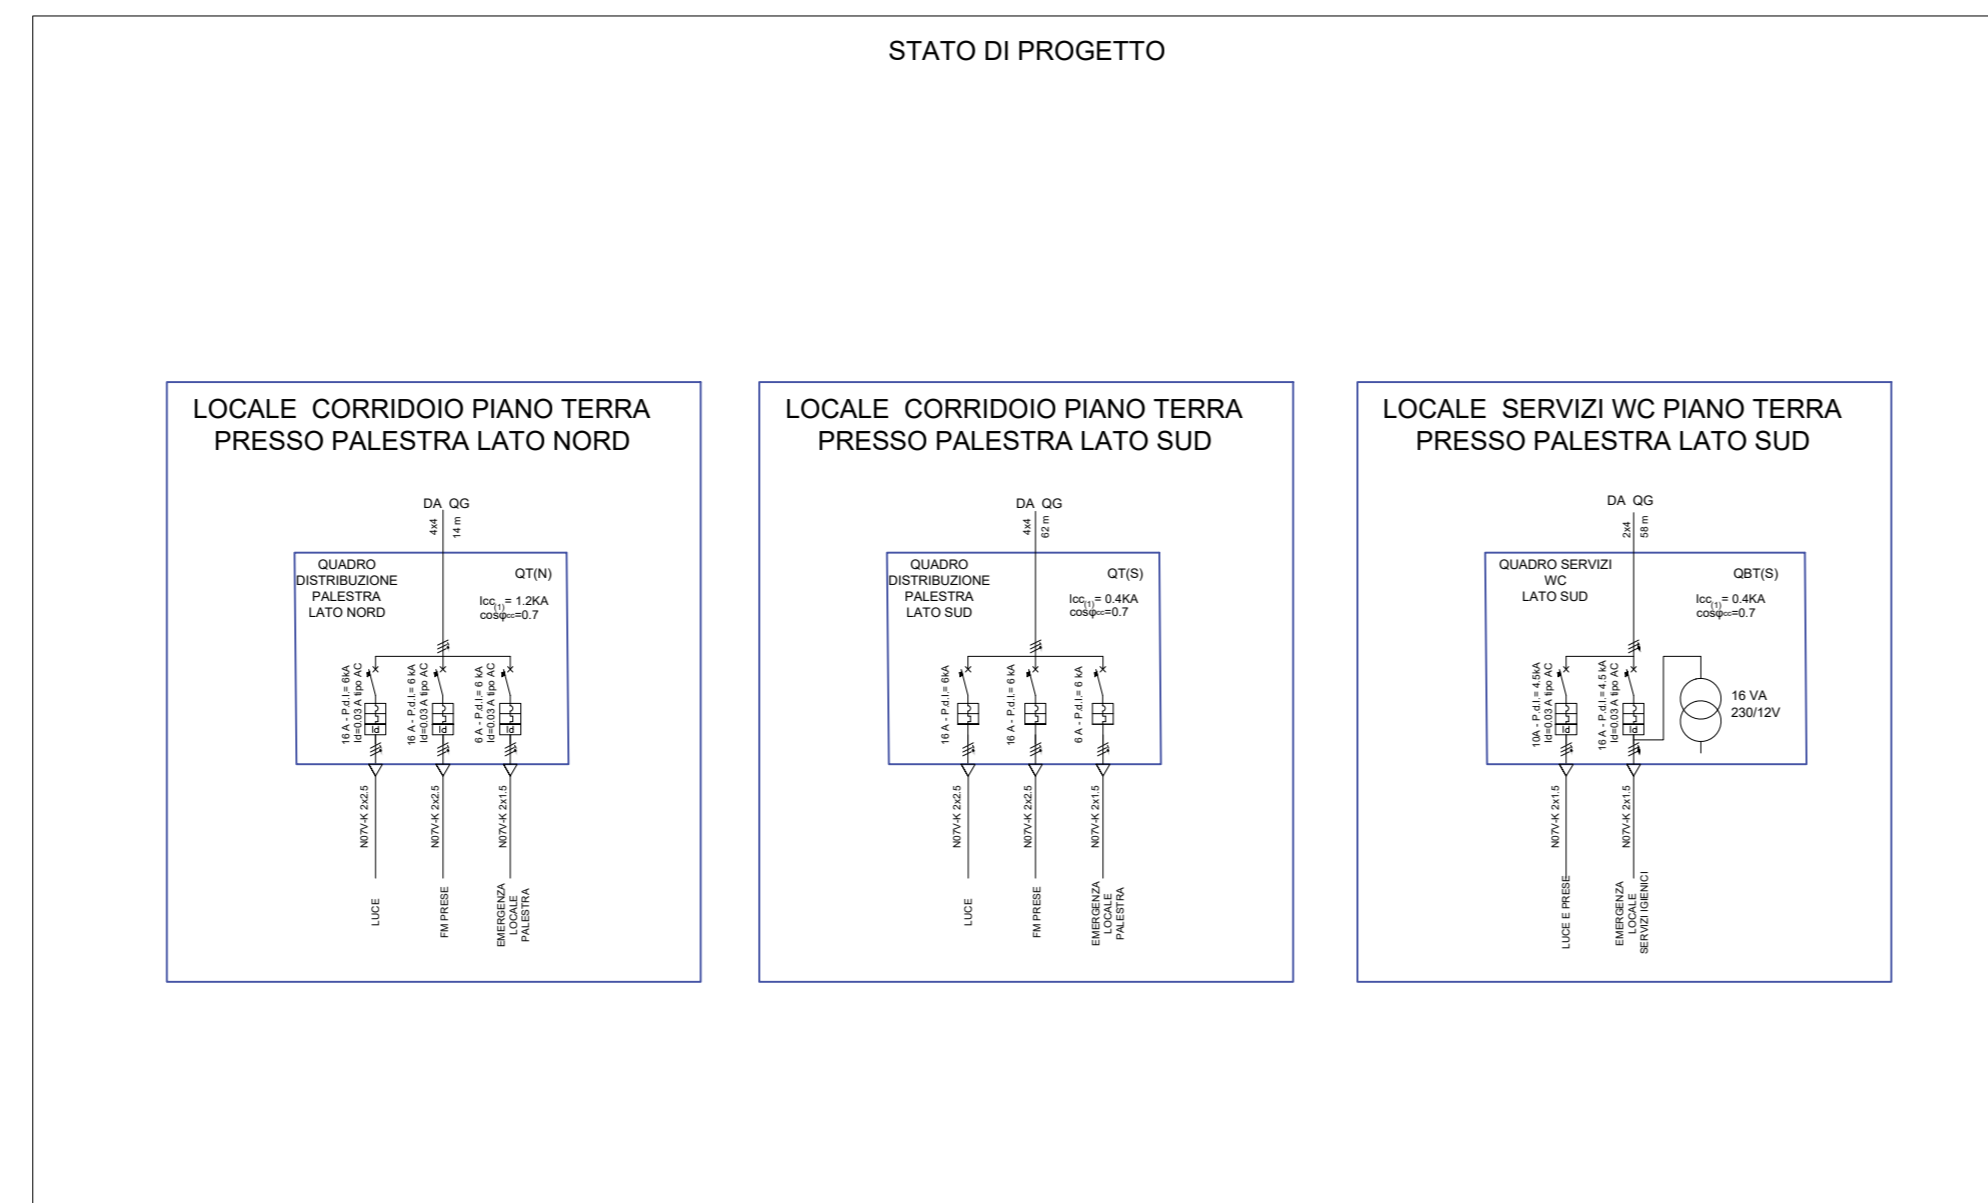 STATO DI PROGETTO
LOCALE CORRIDOIO PIANO TERRA
PRESSO PALESTRA LATO NORD
DA QG
4x4
14 m
QUADRO
DISTRIBUZIONE
PALESTRA
LATO NORD
QT(N)
Icc(1)= 1.2KA
cosφcc=0.7
16 A - P.d.I.= 6kA
Id=0.03 A tipo AC
16 A - P.d.I.= 6 kA
Id=0.03 A tipo AC
6 A - P.d.I.= 6 kA
Id=0.03 A tipo AC
Id
Id
Id
N07V-K 2x2.5
N07V-K 2x2.5
N07V-K 2x1.5
LUCE
FM PRESE
EMERGENZA
LOCALE
PALESTRA
LOCALE CORRIDOIO PIANO TERRA
PRESSO PALESTRA LATO SUD
DA QG
4x4
62 m
QUADRO
DISTRIBUZIONE
PALESTRA
LATO SUD
QT(S)
Icc(1)= 0.4KA
cosφcc=0.7
16 A - P.d.I.= 6kA
16 A - P.d.I.= 6 kA
6 A - P.d.I.= 6 kA
N07V-K 2x2.5
N07V-K 2x2.5
N07V-K 2x1.5
LUCE
FM PRESE
EMERGENZA
LOCALE
PALESTRA
LOCALE SERVIZI WC PIANO TERRA
PRESSO PALESTRA LATO SUD
DA QG
2x4
58 m
QUADRO SERVIZI
WC
LATO SUD
QBT(S)
Icc(1)= 0.4KA
cosφcc=0.7
10A - P.d.I.= 4.5kA
Id=0.03 A tipo AC
16 A - P.d.I.= 4.5 kA
Id=0.03 A tipo AC
Id
Id
16 VA
230/12V
N07V-K 2x1.5
N07V-K 2x1.5
LUCE E PRESE
EMERGENZA
LOCALE
SERVIZI IGIENICI